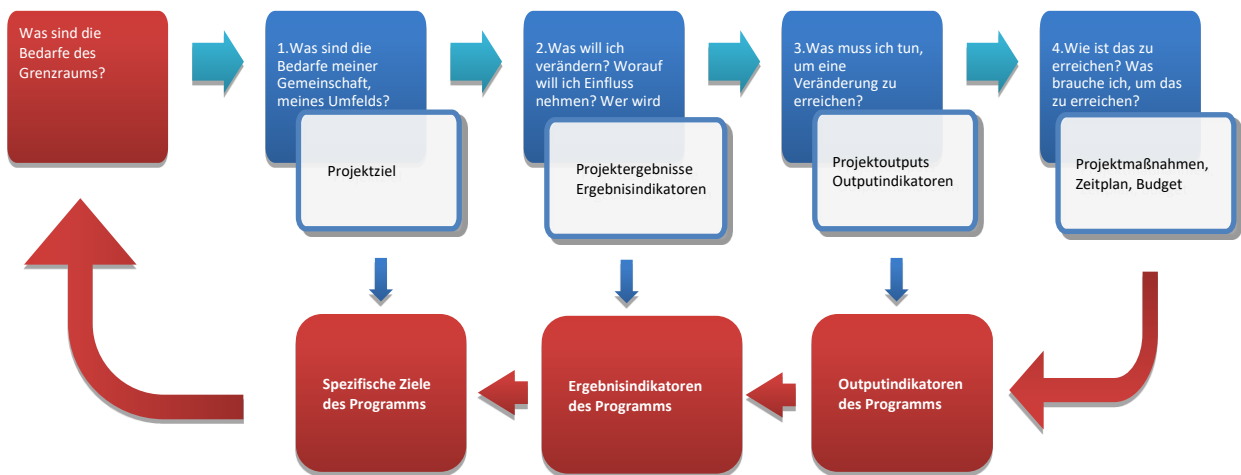 Was sind die
Bedarfe des
Grenzraums?
1.Was sind die
Bedarfe meiner
Gemeinschaft,
meines Umfelds?
Projektziel
2.Was will ich
verändern? Worauf
will ich Einfluss
nehmen? Wer wird
Projektergebnisse
Ergebnisindikatoren
3.Was muss ich tun,
um eine
Veränderung zu
erreichen?
Projektoutputs
Outputindikatoren
4.Wie ist das zu
erreichen? Was
brauche ich, um das
zu erreichen?
Projektmaßnahmen,
Zeitplan, Budget
Spezifische Ziele
des Programms
Ergebnisindikatoren
des Programms
Outputindikatoren
des Programms